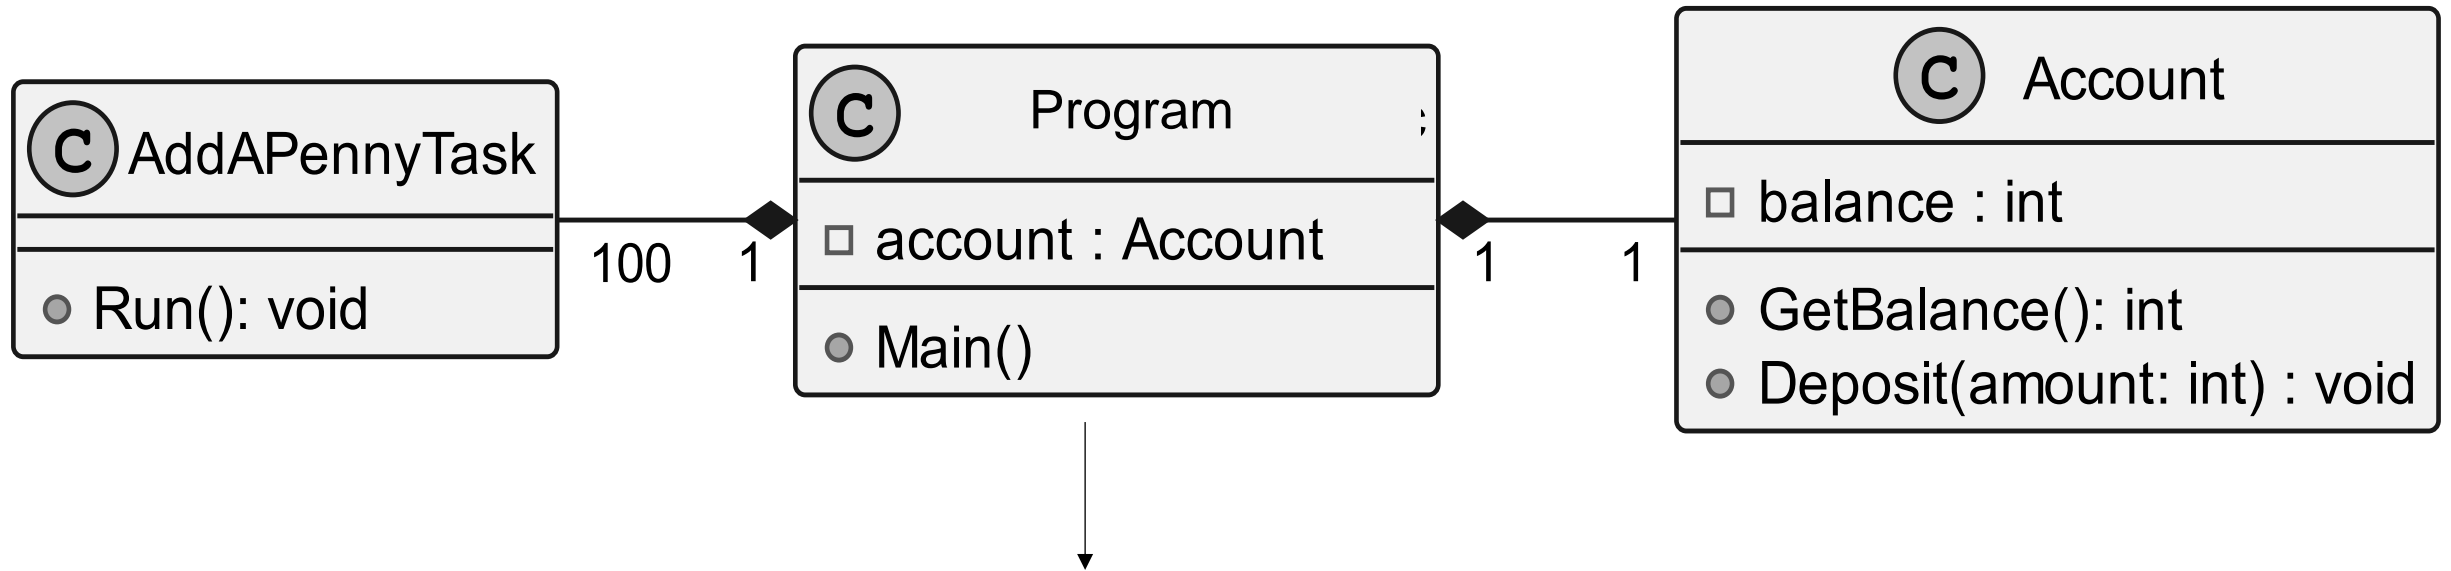 C AddAPennyTask
Run(): void
100 1
C Program ;
account : Account
Main()
1 1
C Account
balance : int
GetBalance(): int
Deposit(amount: int) : void